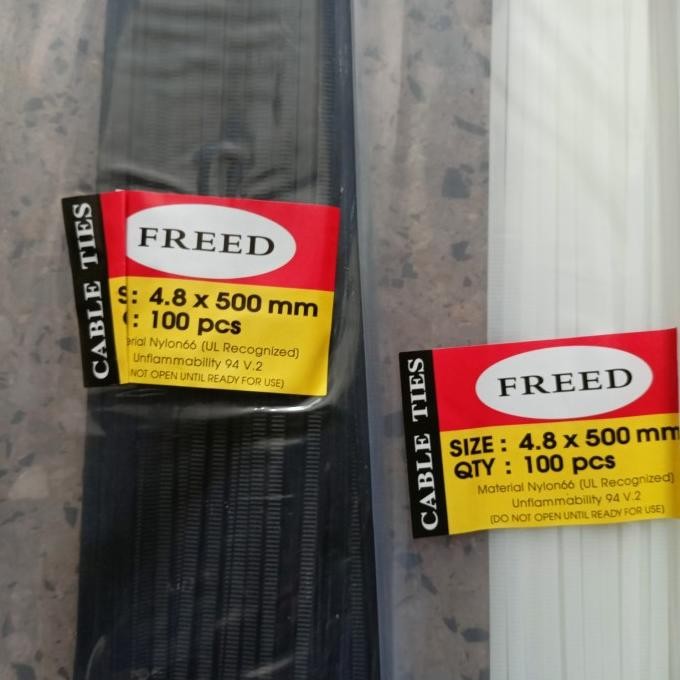 CABLE TIES
FREED
S: 4.8 x 500 mm
: 100 pcs
erial Nylon66 (UL Recognized)
Unflammability 94 V.2
NOT OPEN UNTIL READY FOR USE)
CABLE TIES
FREED
SIZE : 4.8 x 500 mm
QTY : 100 pcs
Material Nylon66 (UL Recognized)
Unflammability 94 V.2
(DO NOT OPEN UNTIL READY FOR USE)